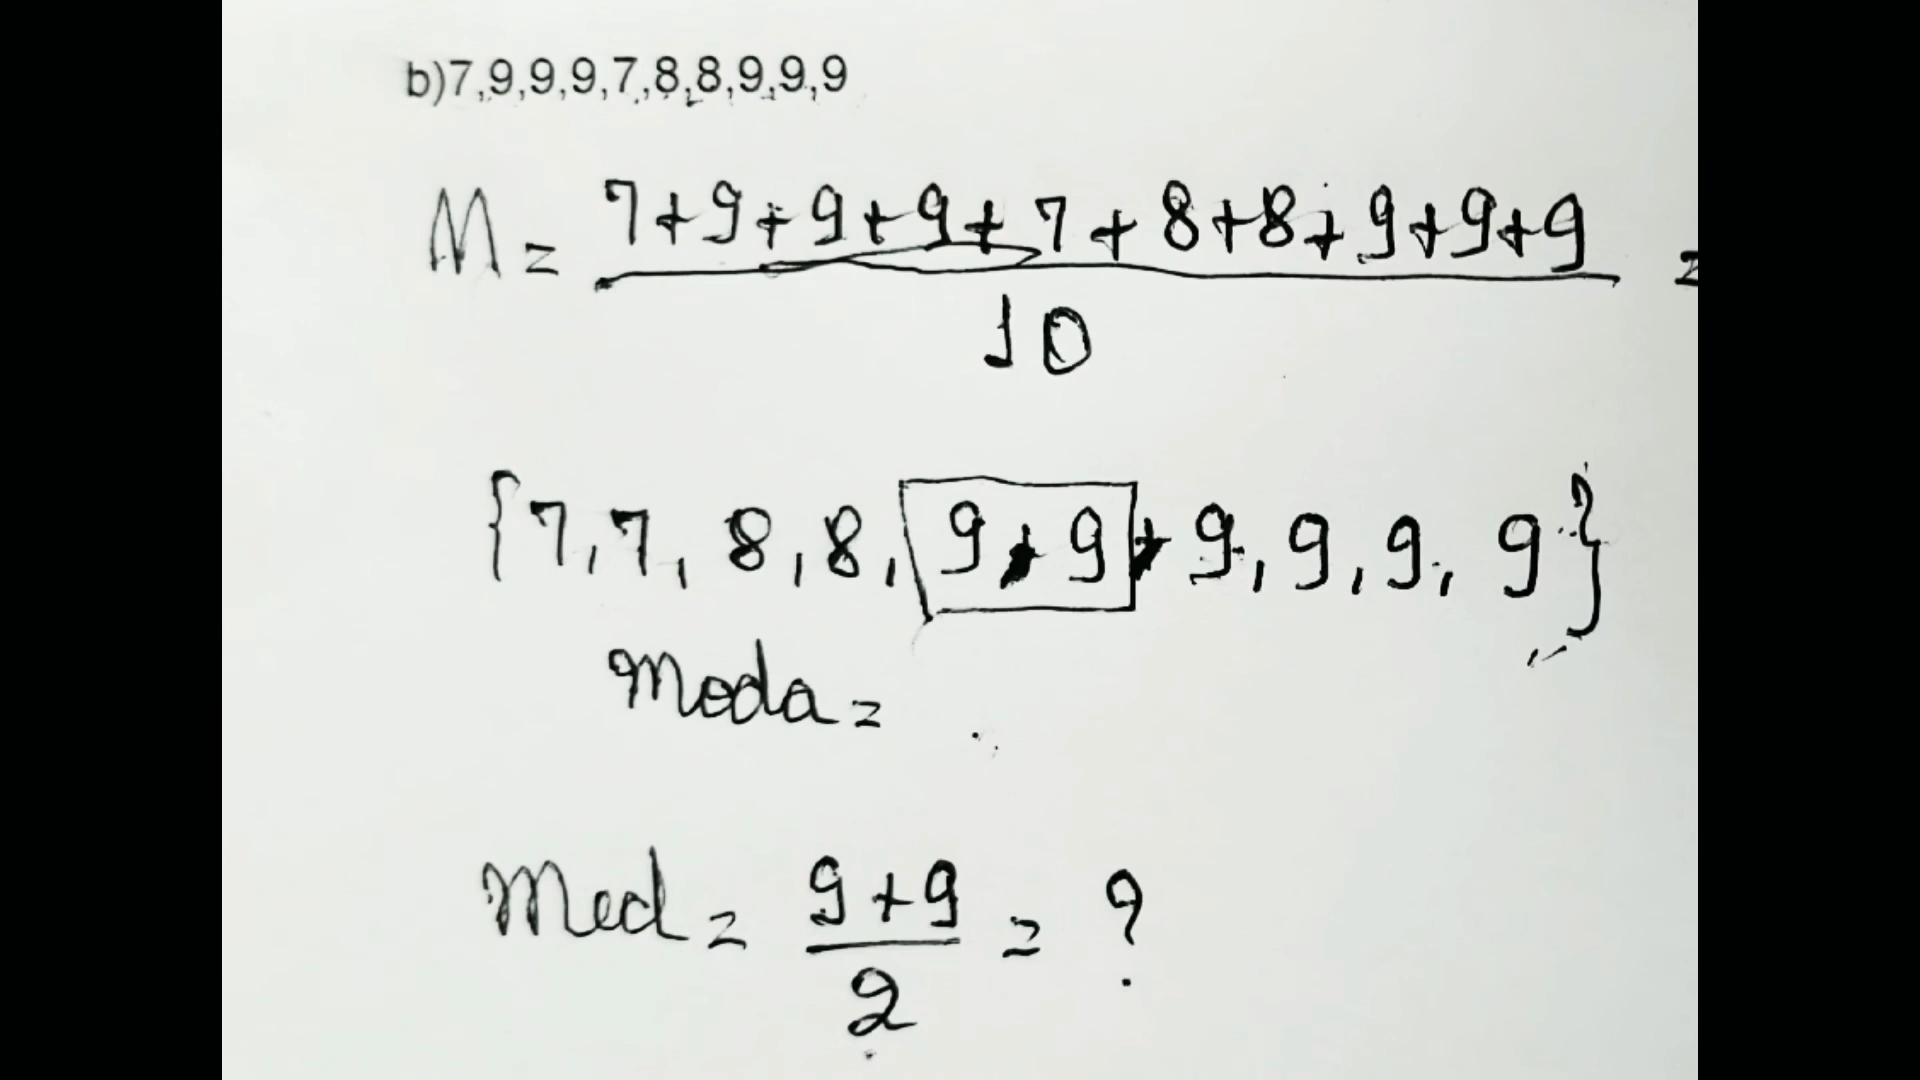 b)7,9,9,9,7,8,8,9,9,9
M = 7+9+9+9+7+8+8+9+9+9 =
10
{7,7,8,8,9,9,9,9,9,9}
Moda =
Med = 9+9 = ?
2